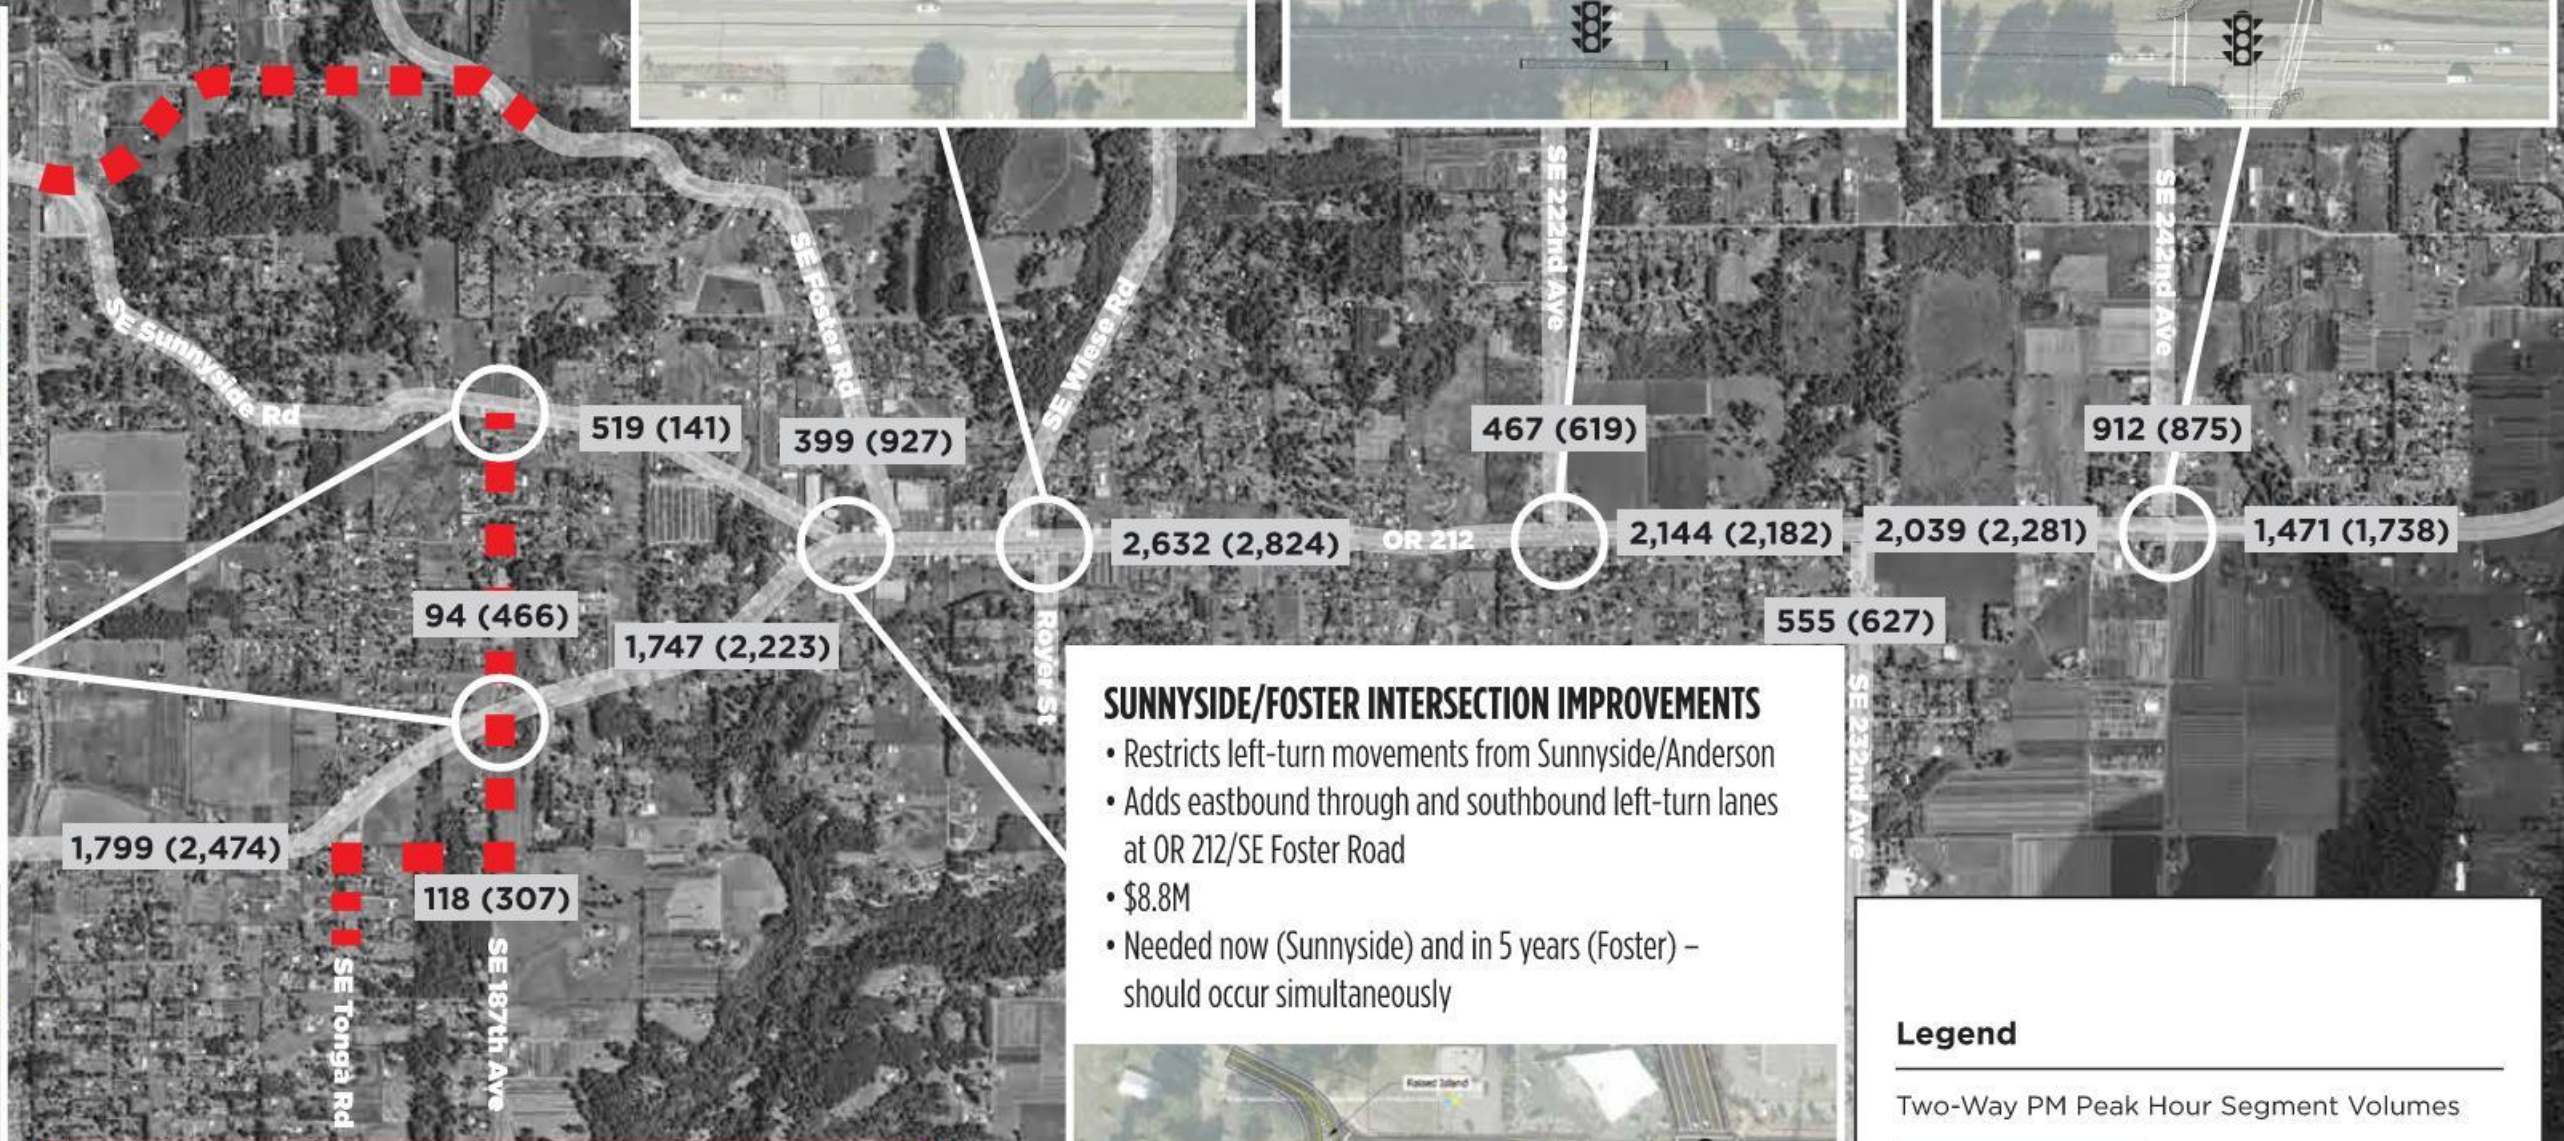 SE 222nd Ave
SE 242nd Ave
SE Foster Rd
SE Wiese Rd
SE Sunnyside Rd
519 (141)
399 (927)
467 (619)
912 (875)
2,632 (2,824)
OR 212
2,144 (2,182)
2,039 (2,281)
1,471 (1,738)
94 (466)
1,747 (2,223)
Royer St
555 (627)
SE 232nd Ave
1,799 (2,474)
118 (307)
SE Tonga Rd
SE 187th Ave
SUNNYSIDE/FOSTER INTERSECTION IMPROVEMENTS
• Restricts left-turn movements from Sunnyside/Anderson
• Adds eastbound through and southbound left-turn lanes
at OR 212/SE Foster Road
• $8.8M
• Needed now (Sunnyside) and in 5 years (Foster) –
should occur simultaneously
Raised Island
Legend
Two-Way PM Peak Hour Segment Volumes